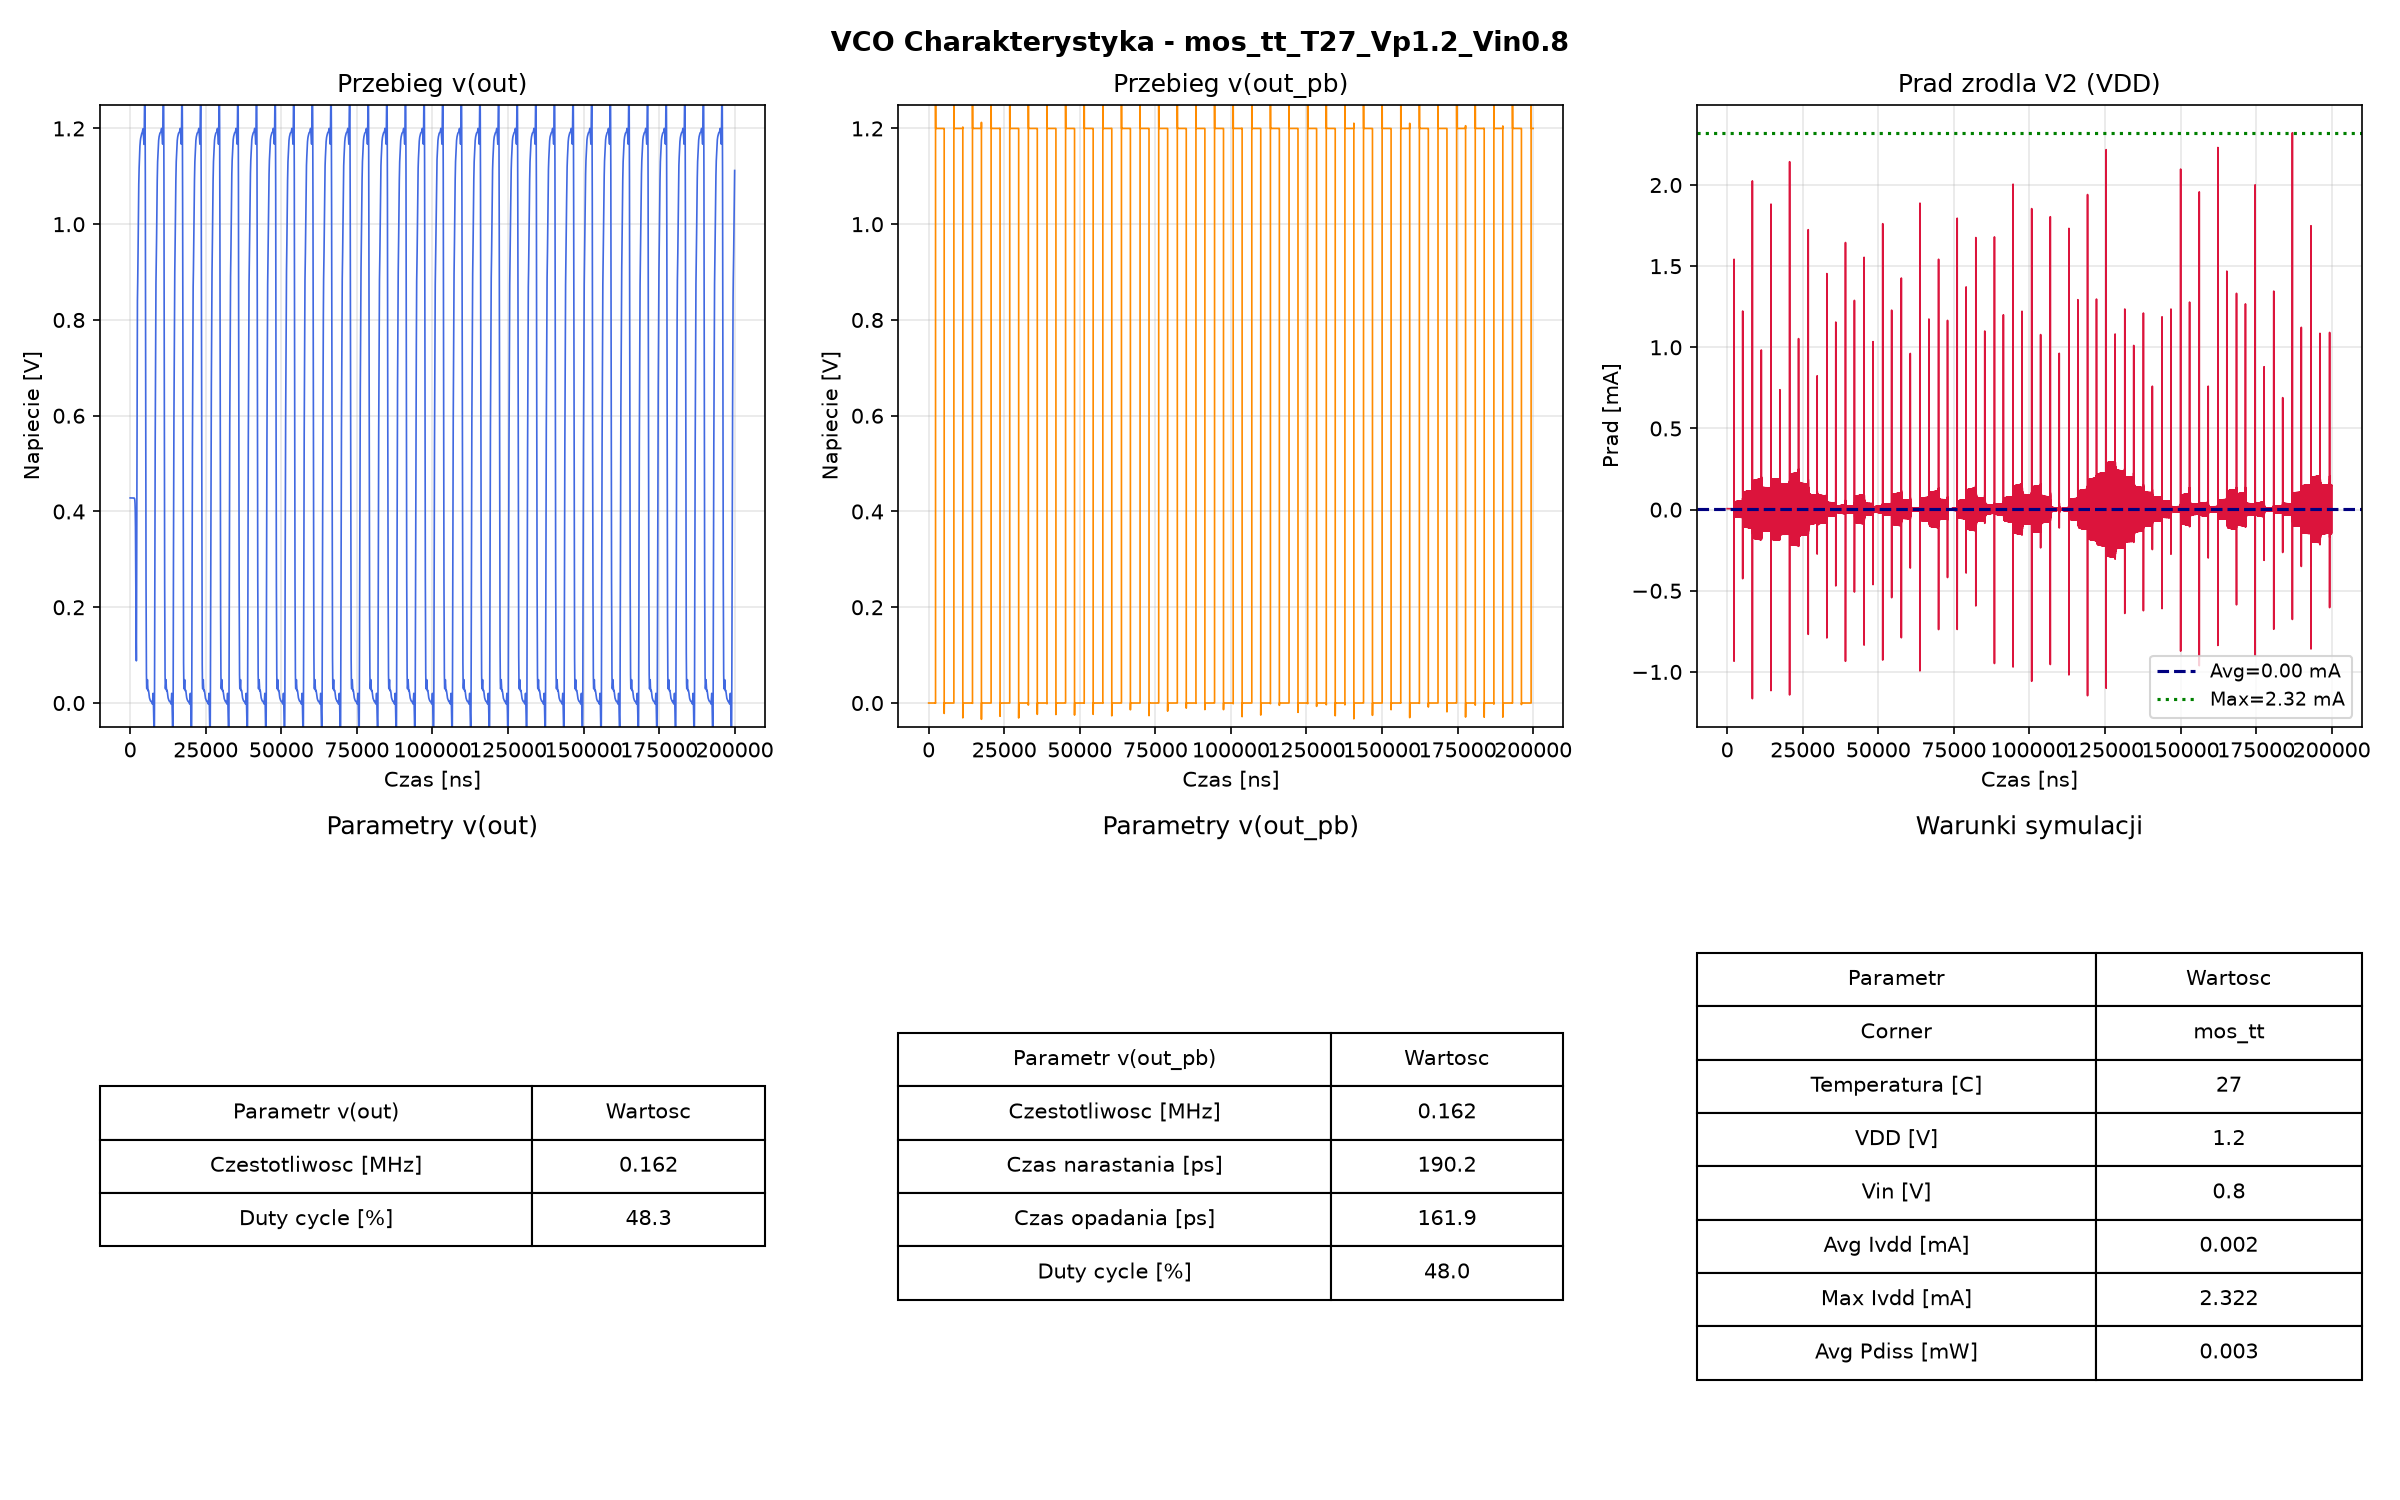 VCO Charakterystyka - mos_tt_T27_Vp1.2_Vin0.8
Przebieg v(out)
Napiecie [V]
1.2
1.0
0.8
0.6
0.4
0.2
0.0
0 25000 50000 75000 100000 125000 150000 175000 200000
Czas [ns]
Przebieg v(out_pb)
Napiecie [V]
1.2
1.0
0.8
0.6
0.4
0.2
0.0
0 25000 50000 75000 100000 125000 150000 175000 200000
Czas [ns]
Prad zrodla V2 (VDD)
Prad [mA]
2.0
1.5
1.0
0.5
0.0
−0.5
−1.0
Avg=0.00 mA
Max=2.32 mA
0 25000 50000 75000 100000 125000 150000 175000 200000
Czas [ns]
Parametry v(out)
Parametr v(out) Wartosc
Czestotliwosc [MHz] 0.162
Duty cycle [%] 48.3
Parametry v(out_pb)
Parametr v(out_pb) Wartosc
Czestotliwosc [MHz] 0.162
Czas narastania [ps] 190.2
Czas opadania [ps] 161.9
Duty cycle [%] 48.0
Warunki symulacji
Parametr Wartosc
Corner mos_tt
Temperatura [C] 27
VDD [V] 1.2
Vin [V] 0.8
Avg Ivdd [mA] 0.002
Max Ivdd [mA] 2.322
Avg Pdiss [mW] 0.003